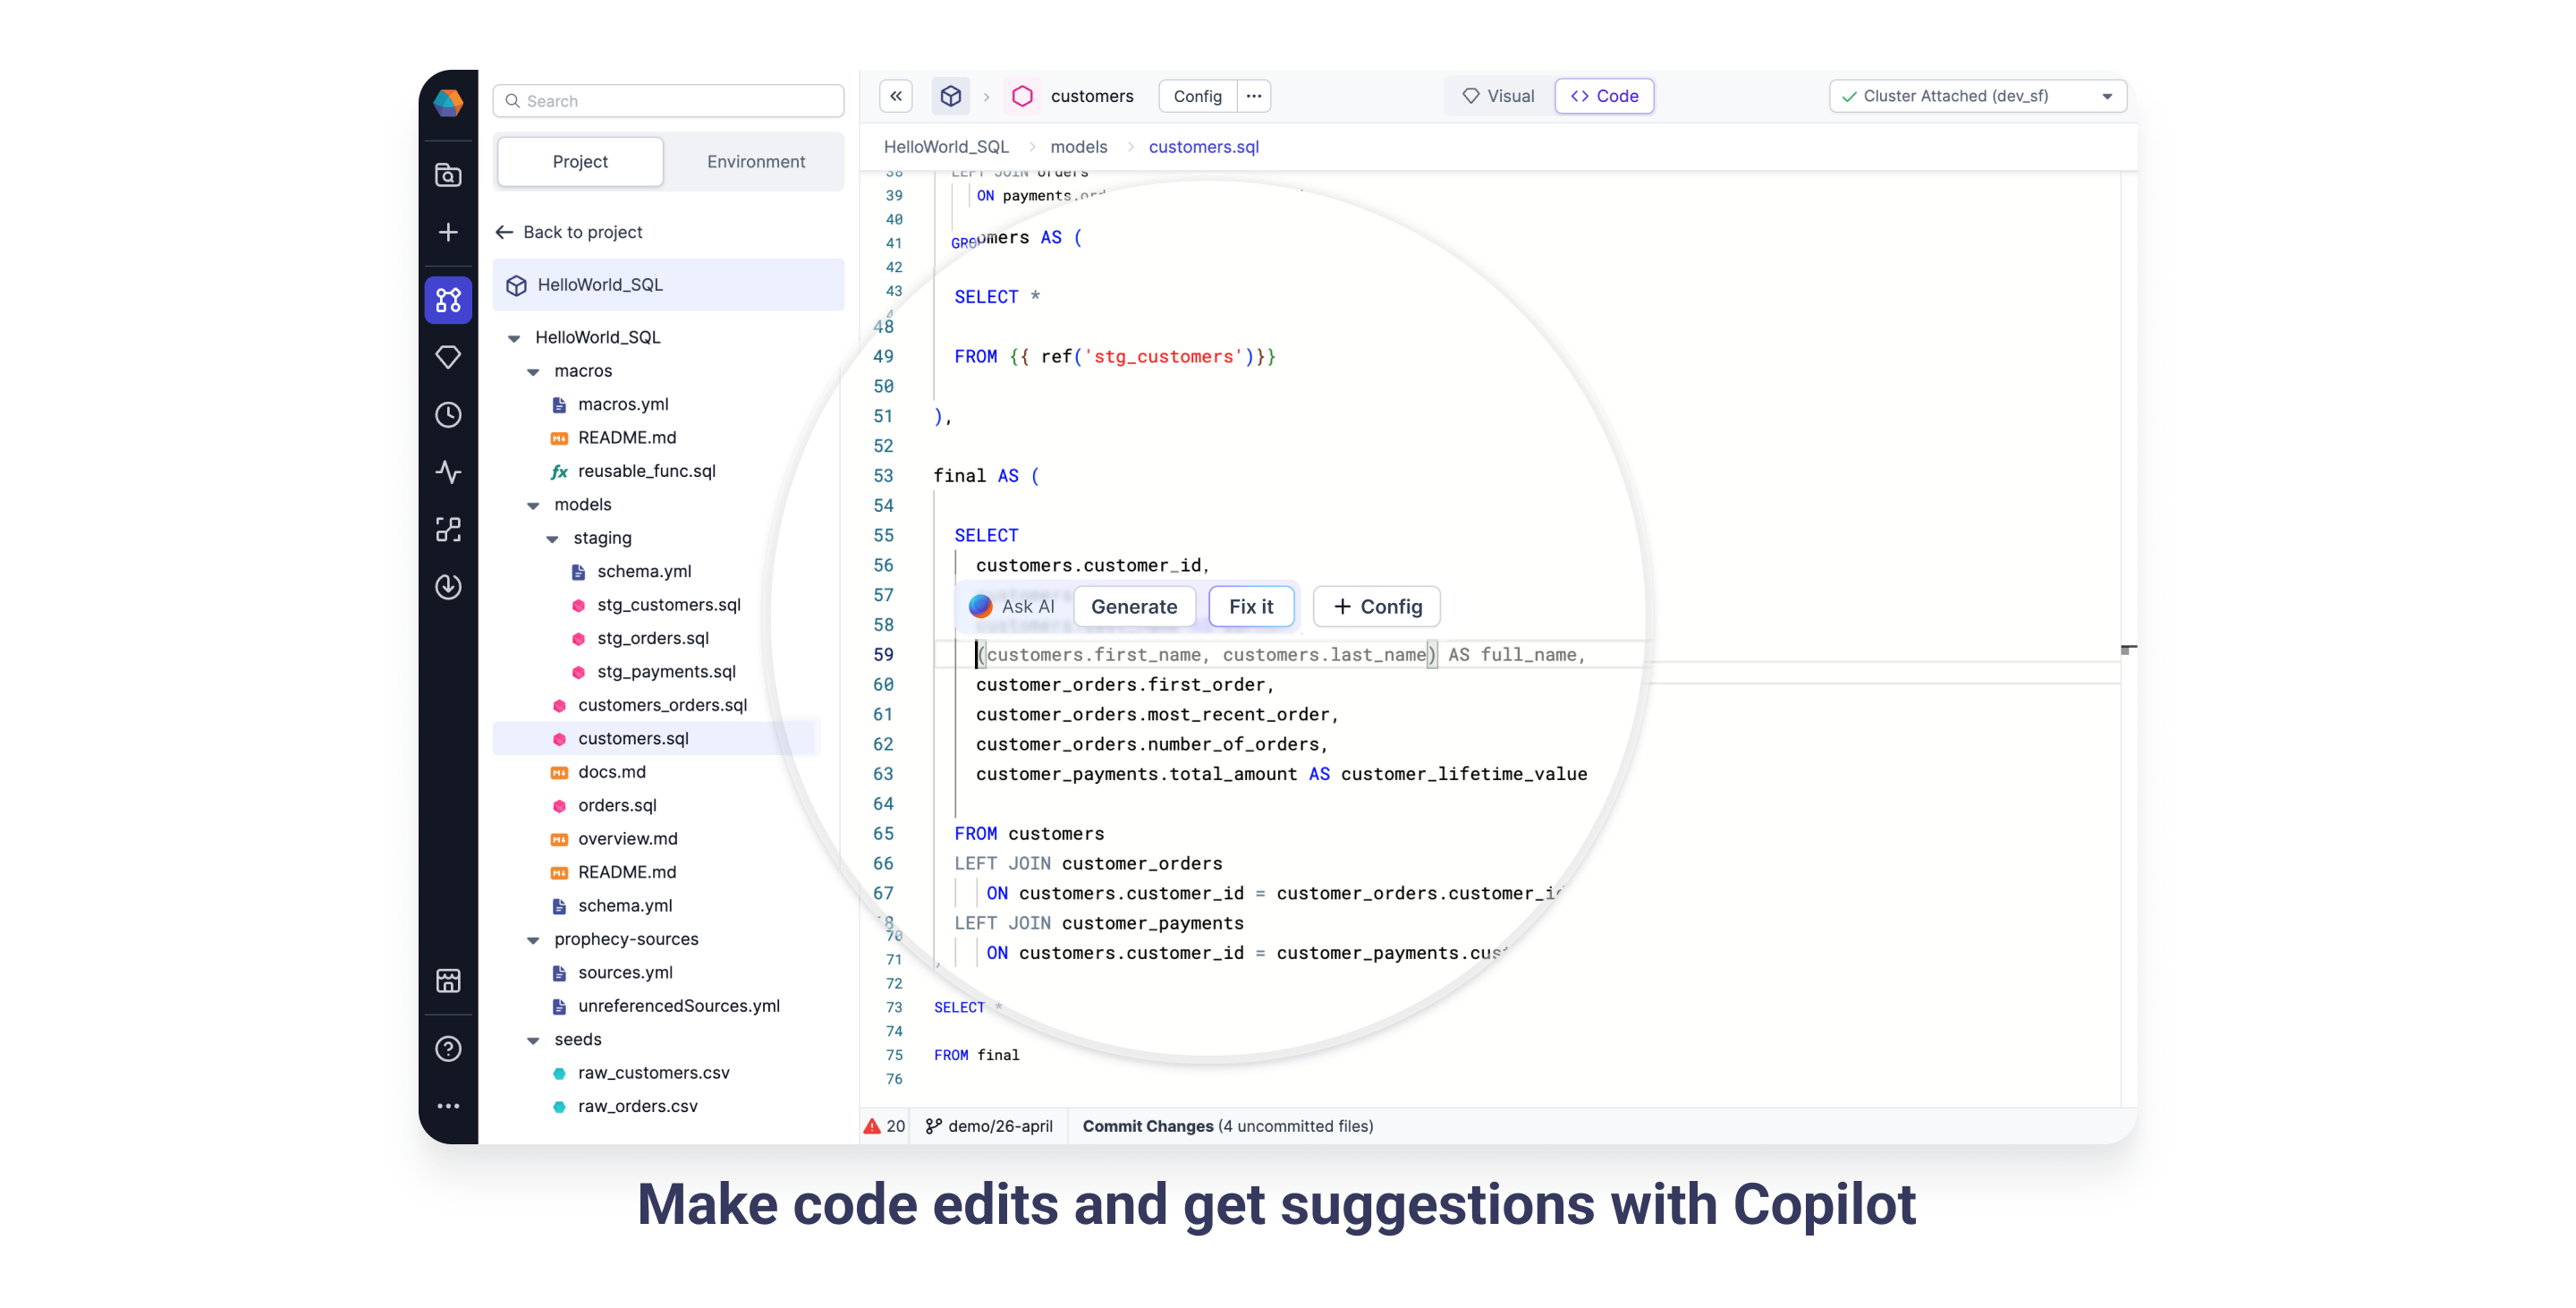 Search
Project Environment
Back to project
HelloWorld_SQL
HelloWorld_SQL
macros
macros.yml
README.md
fx reusable_func.sql
models
staging
schema.yml
stg_customers.sql
stg_orders.sql
stg_payments.sql
customers_orders.sql
customers.sql
docs.md
orders.sql
overview.md
README.md
schema.yml
prophecy-sources
sources.yml
unreferencedSources.yml
seeds
raw_customers.csv
raw_orders.csv
customers Config ... Visual <> Code Cluster Attached (dev_sf)
HelloWorld_SQL > models > customers.sql
38 LEFT JOIN orders
39 ON payments.ord
40
41 GRO omers AS (
42
43 SELECT *
48
49 FROM {{ ref('stg_customers')}}
50
51 ),
52
53 final AS (
54
55 SELECT
56 customers.customer_id,
57 Ask AI Generate Fix it + Config
58
59 (customers.first_name, customers.last_name) AS full_name,
60 customer_orders.first_order,
61 customer_orders.most_recent_order,
62 customer_orders.number_of_orders,
63 customer_payments.total_amount AS customer_lifetime_value
64
65 FROM customers
66 LEFT JOIN customer_orders
67 ON customers.customer_id = customer_orders.customer_id
68 LEFT JOIN customer_payments
70
71 ON customers.customer_id = customer_payments.cus
72
73 SELECT *
74
75 FROM final
76
20 demo/26-april Commit Changes (4 uncommitted files)
Make code edits and get suggestions with Copilot